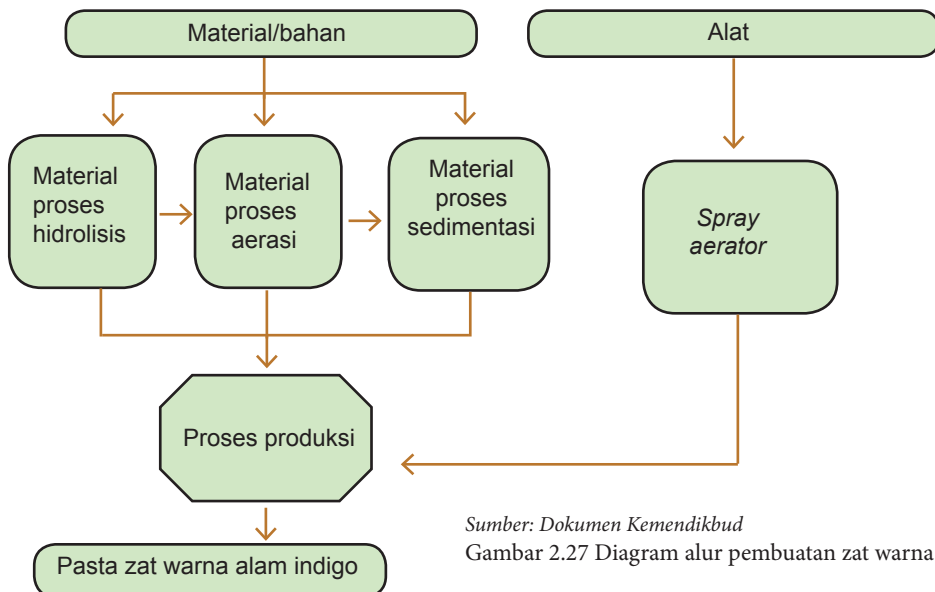 Material/bahan
Alat
Material
proses
hidrolisis
Material
proses
aerasi
Material
proses
sedimentasi
Spray
aerator
Proses produksi
Pasta zat warna alam indigo
Sumber: Dokumen Kemendikbud
Gambar 2.27 Diagram alur pembuatan zat warna